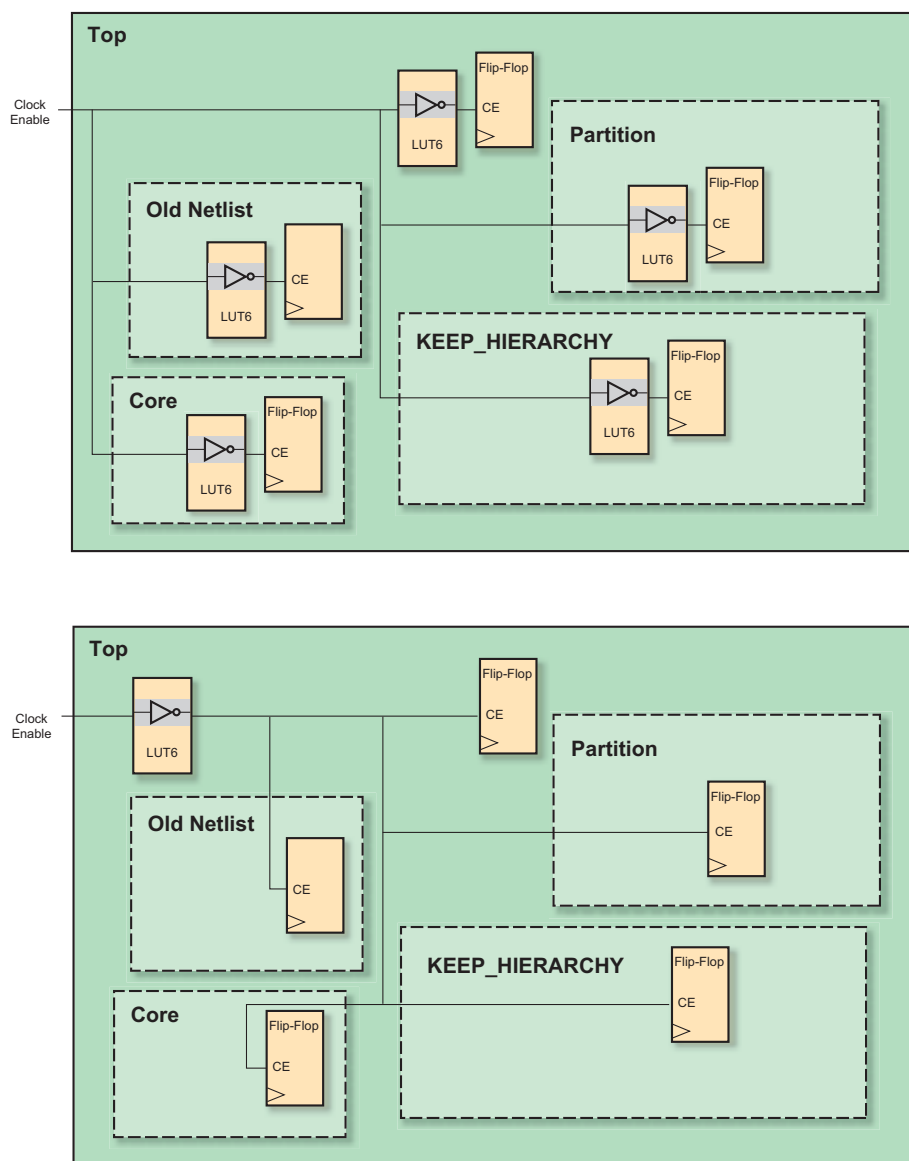 Top
Flip-Flop
Clock
Enable
CE
LUT6
Partition
Flip-Flop
CE
LUT6
Old Netlist
CE
LUT6
KEEP_HIERARCHY
Flip-Flop
CE
LUT6
Core
Flip-Flop
CE
LUT6
Top
Flip-Flop
Clock
Enable
CE
LUT6
Partition
Flip-Flop
CE
Old Netlist
CE
KEEP_HIERARCHY
Flip-Flop
CE
Core
Flip-Flop
CE